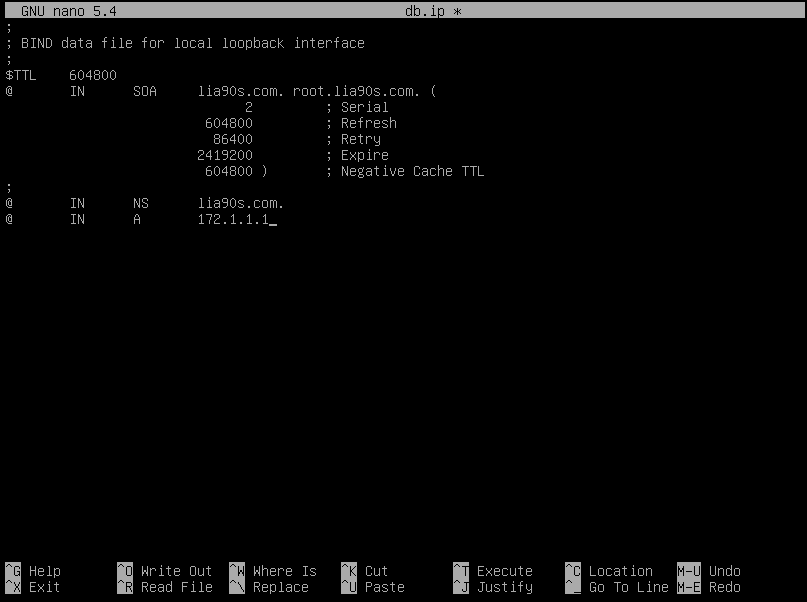 GNU nano 5.4 db.ip *
;
; BIND data file for local loopback interface
;
$TTL 604800
@ IN SOA lia90s.com. root.lia90s.com. (
2 ; Serial
604800 ; Refresh
86400 ; Retry
2419200 ; Expire
604800 ) ; Negative Cache TTL
;
@ IN NS lia90s.com.
@ IN A 172.1.1.1_
^G Help ^O Write Out ^W Where Is ^K Cut ^T Execute ^C Location M-U Undo
^X Exit ^R Read File ^\ Replace ^U Paste ^J Justify ^_ Go To Line M-E Redo